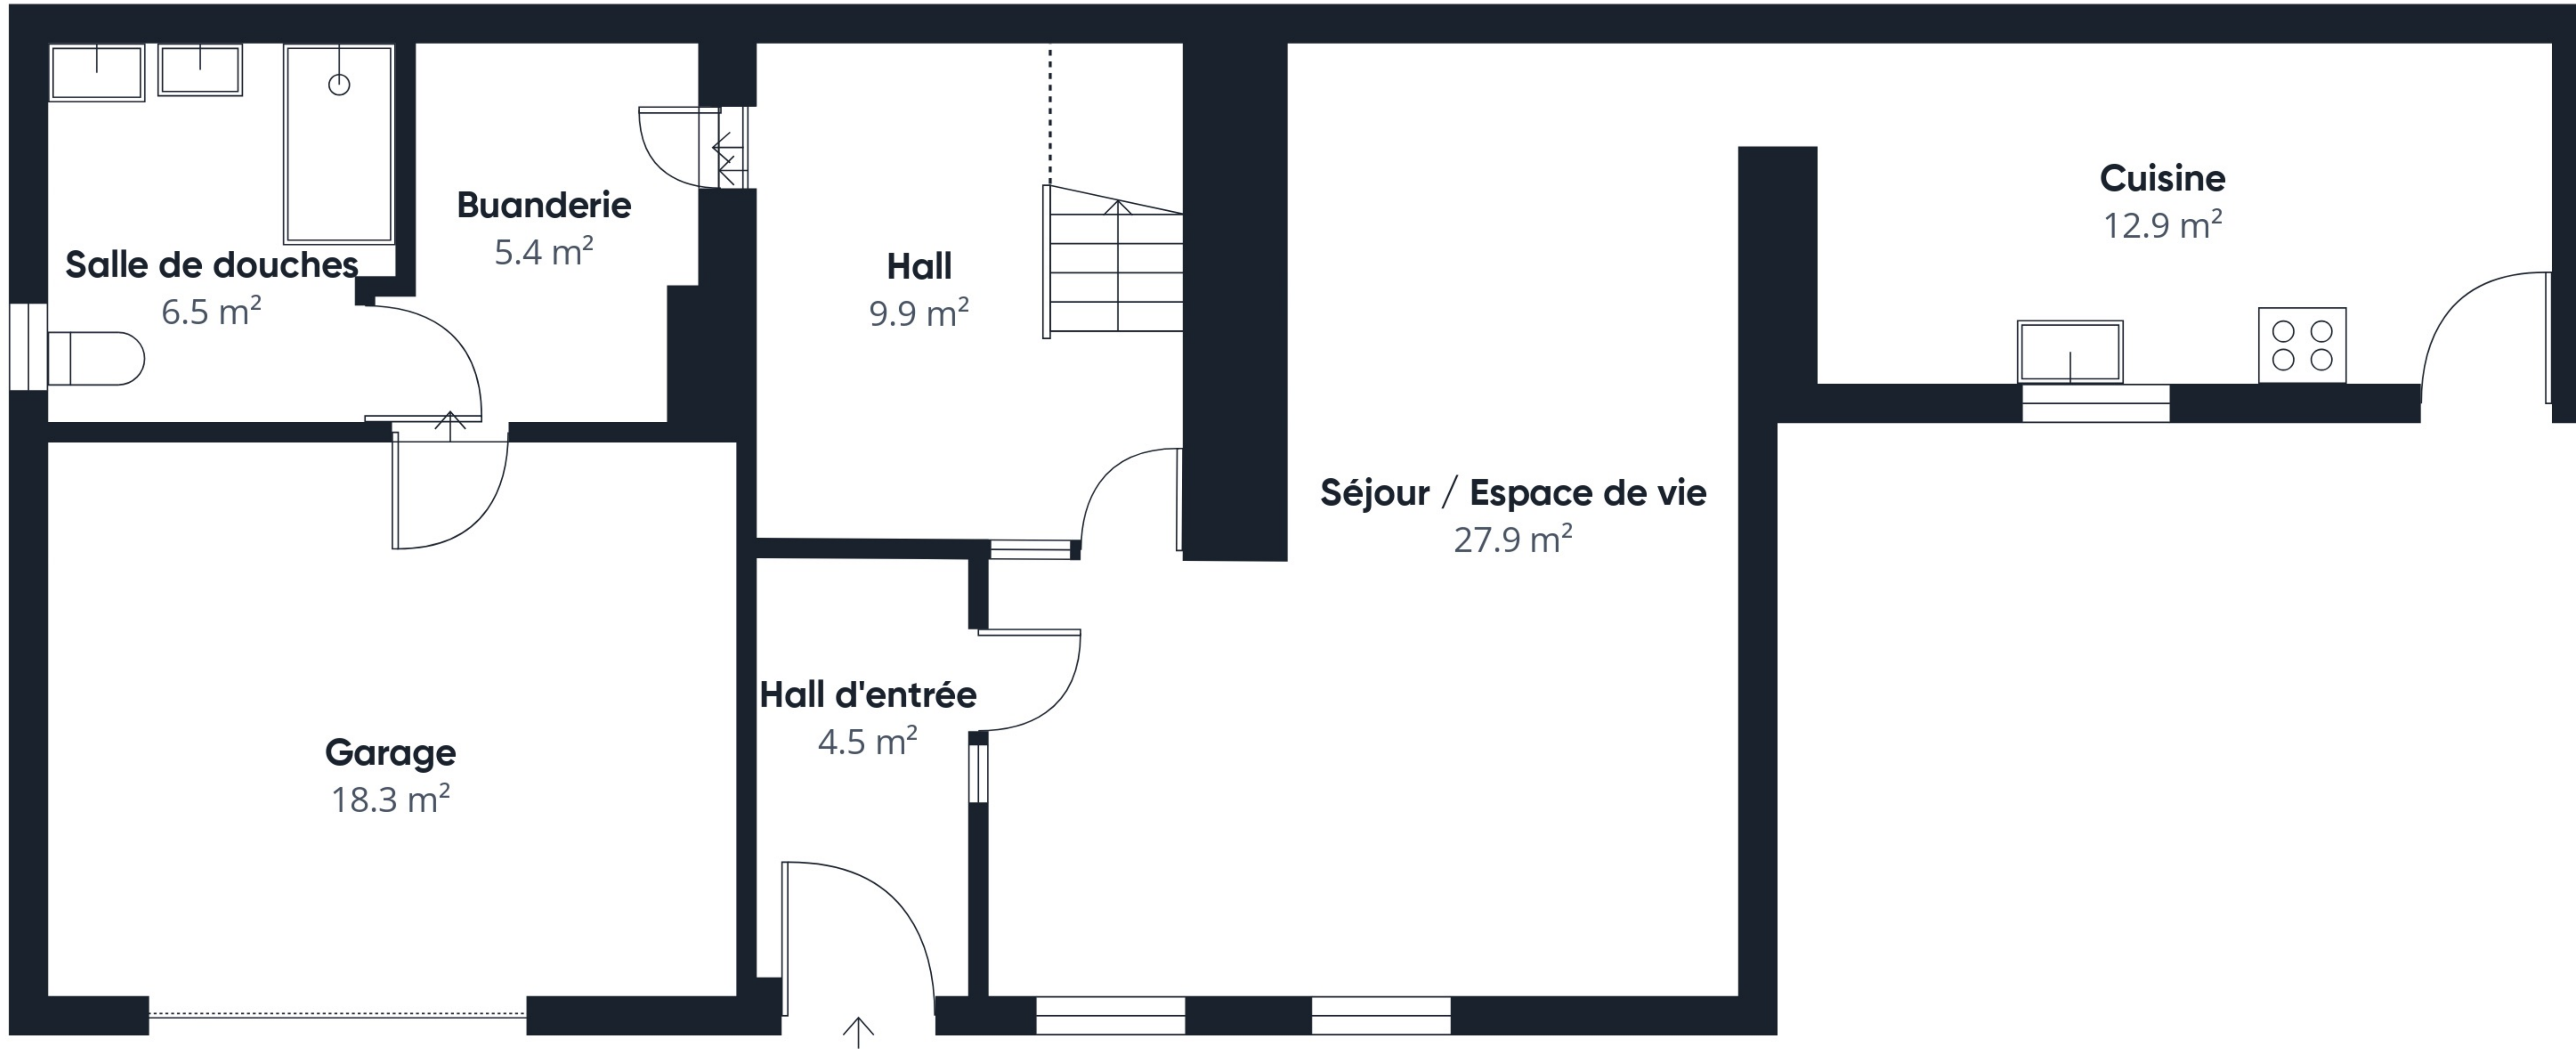 Salle de douches
6.5 m²
Buanderie
5.4 m²
Hall
9.9 m²
Séjour / Espace de vie
27.9 m²
Cuisine
12.9 m²
Garage
18.3 m²
Hall d'entrée
4.5 m²